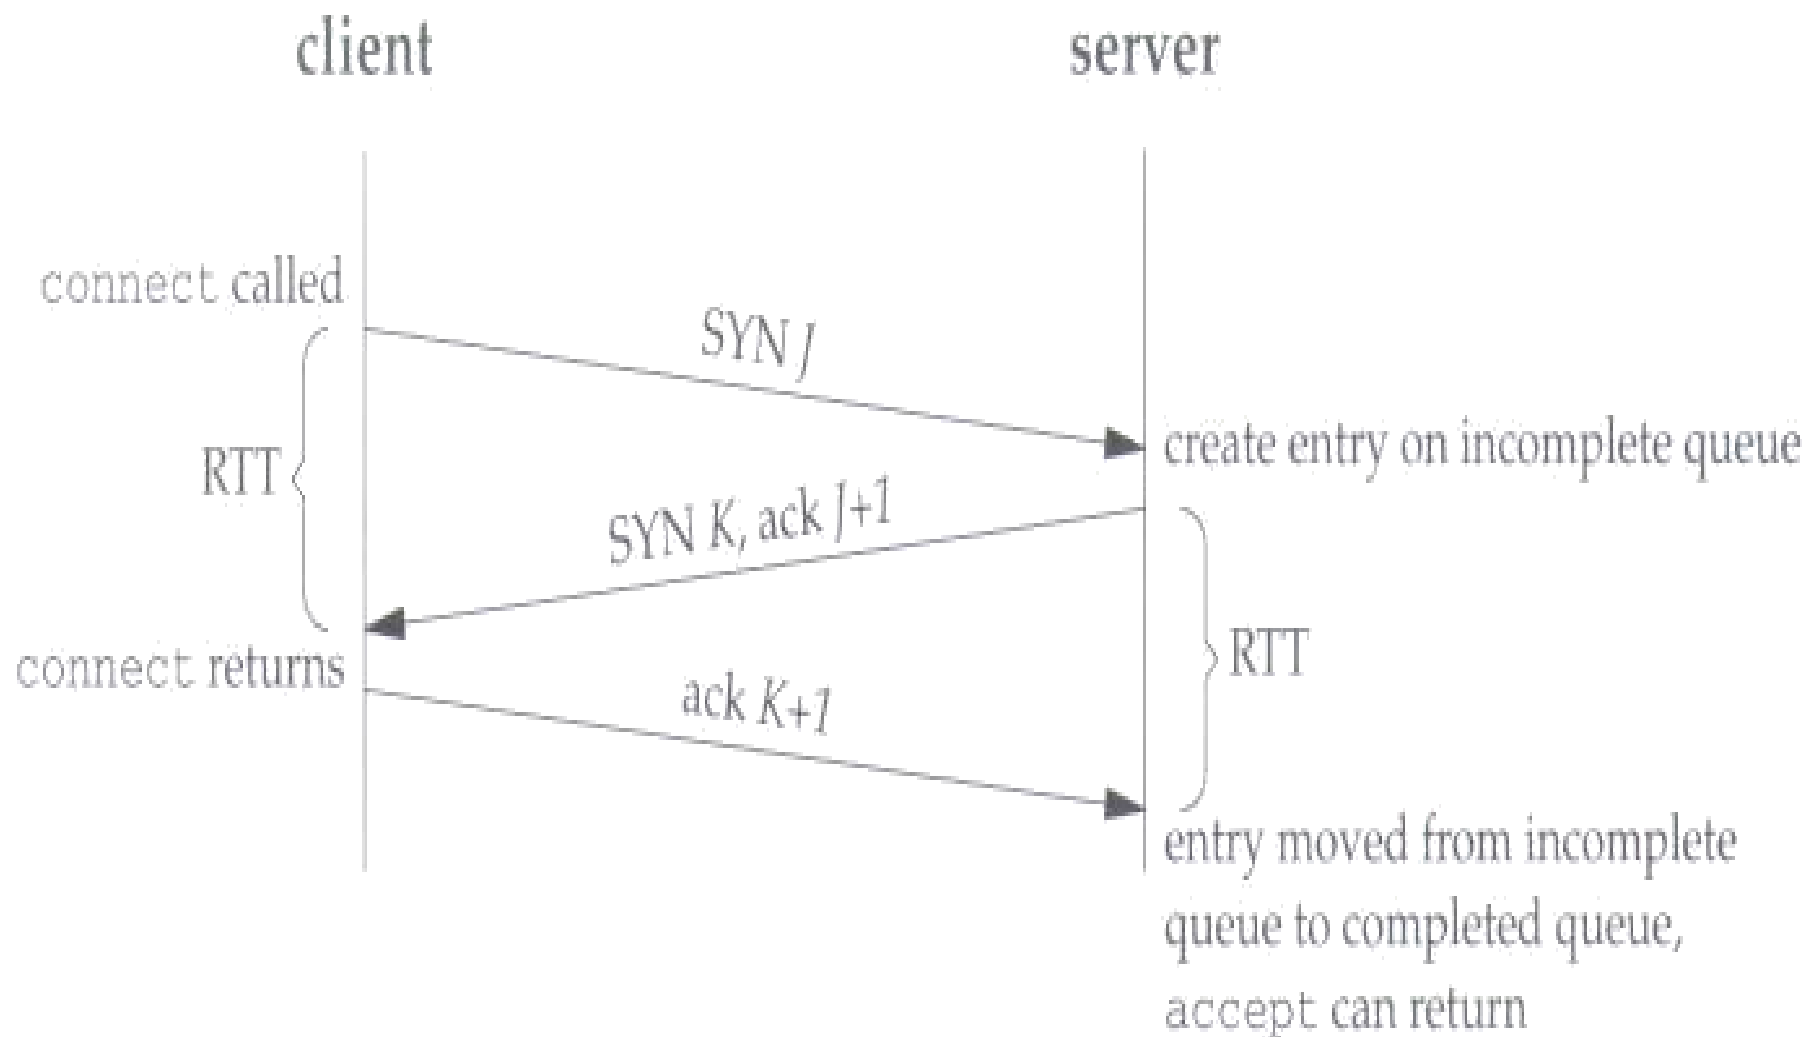 client
server
connect called
SYN J
create entry on incomplete queue
RTT
SYN K, ack J+1
connect returns
RTT
ack K+1
entry moved from incomplete
queue to completed queue,
accept can return